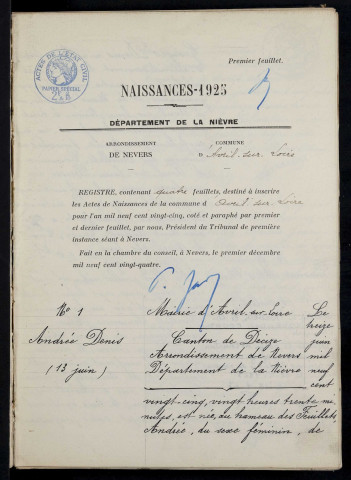 Premier feuillet.
ACTES DE L'ÉTAT CIVIL
PAPIER SPÉCIAL
NAISSANCES-1925
DÉPARTEMENT DE LA NIÈVRE
ARRONDISSEMENT
DE NEVERS
COMMUNE
D'Avril-sur-Loire
REGISTRE, contenant quatre feuillets, destiné à inscrire
les Actes de Naissances de la commune d'Avril-sur-Loire
pour l'an mil neuf cent vingt-cinq, coté et paraphé par premier
et dernier feuillet, par nous, Président du Tribunal de première
instance séant à Nevers.
Fait en la chambre du conseil, à Nevers, le premier décembre
mil neuf cent vingt-quatre.
No 1
Andrée Denis
(13 juin)
Mairie d'Avril-sur-Loire
Canton de Decize
Arrondissement de Nevers
Département de la Nièvre
Le
treize
juin
mil
neuf
cent
vingt-cinq, vingt heures trente mi-
nutes, est née, au hameau des Feuillets,
Andrée, du sexe féminin, de